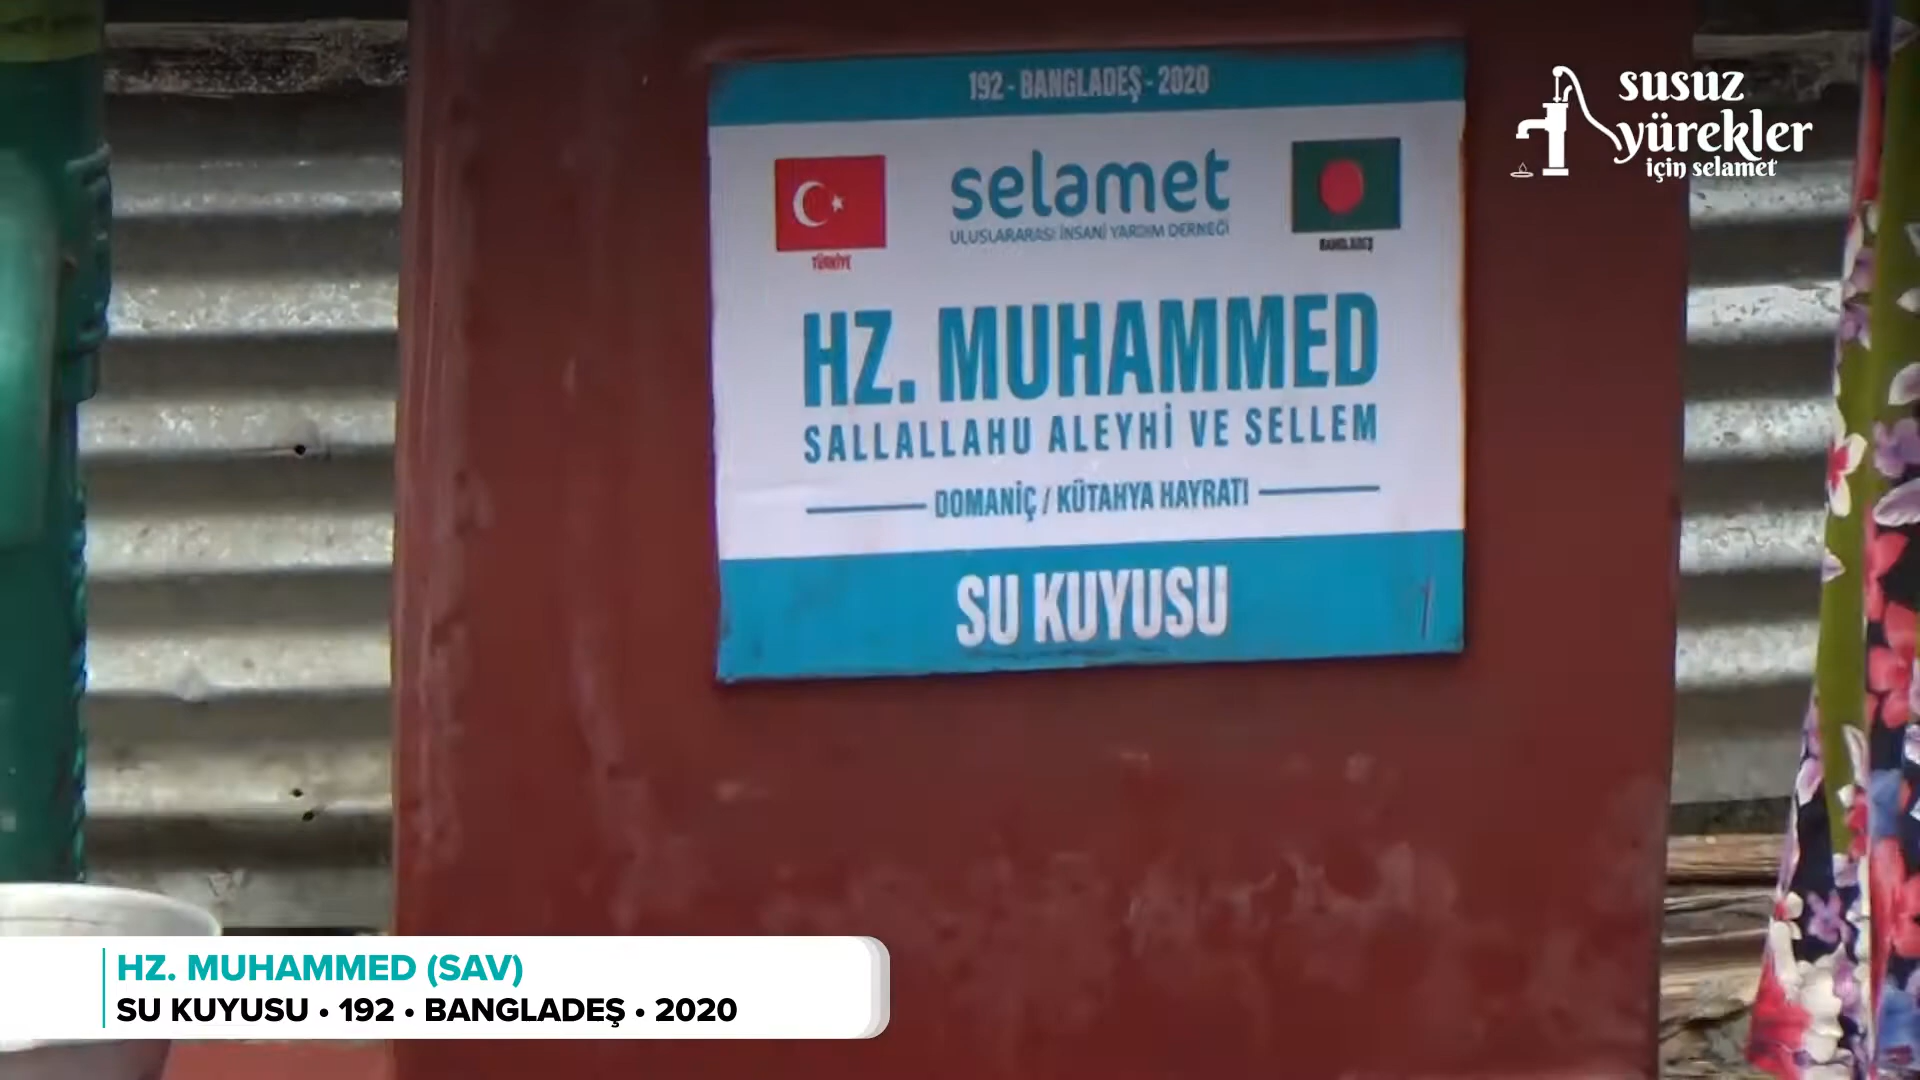 192 - BANGLADEŞ - 2020
susuz
yürekler
için selamet
selamet
ULUSLARARASI İNSANİ YARDIM DERNEĞİ
TÜRKİYE
BANGLADEŞ
HZ. MUHAMMED
SALLALLAHU ALEYHİ VE SELLEM
DOMANİÇ / KÜTAHYA HAYRATI
SU KUYUSU
HZ. MUHAMMED (SAV)
SU KUYUSU • 192 • BANGLADEŞ • 2020